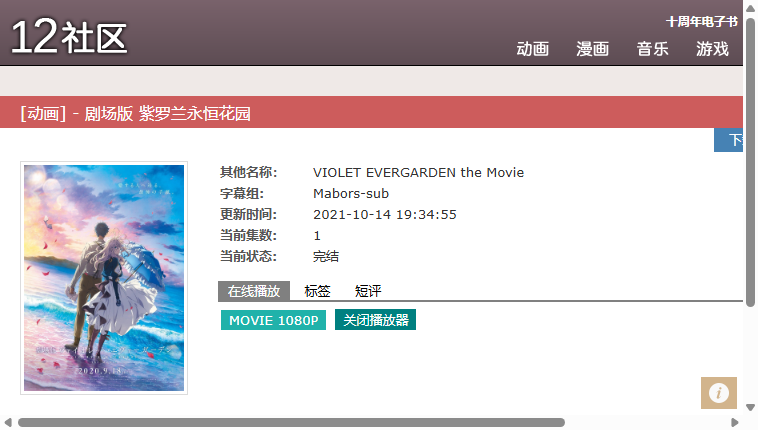 12社区
十周年电子书
动画 漫画 音乐 游戏
[动画] - 剧场版 紫罗兰永恒花园
其他名称: VIOLET EVERGARDEN the Movie
字幕组: Mabors-sub
更新时间: 2021-10-14 19:34:55
当前集数: 1
当前状态: 完结
在线播放 标签 短评
MOVIE 1080P 关闭播放器
2020.9.18